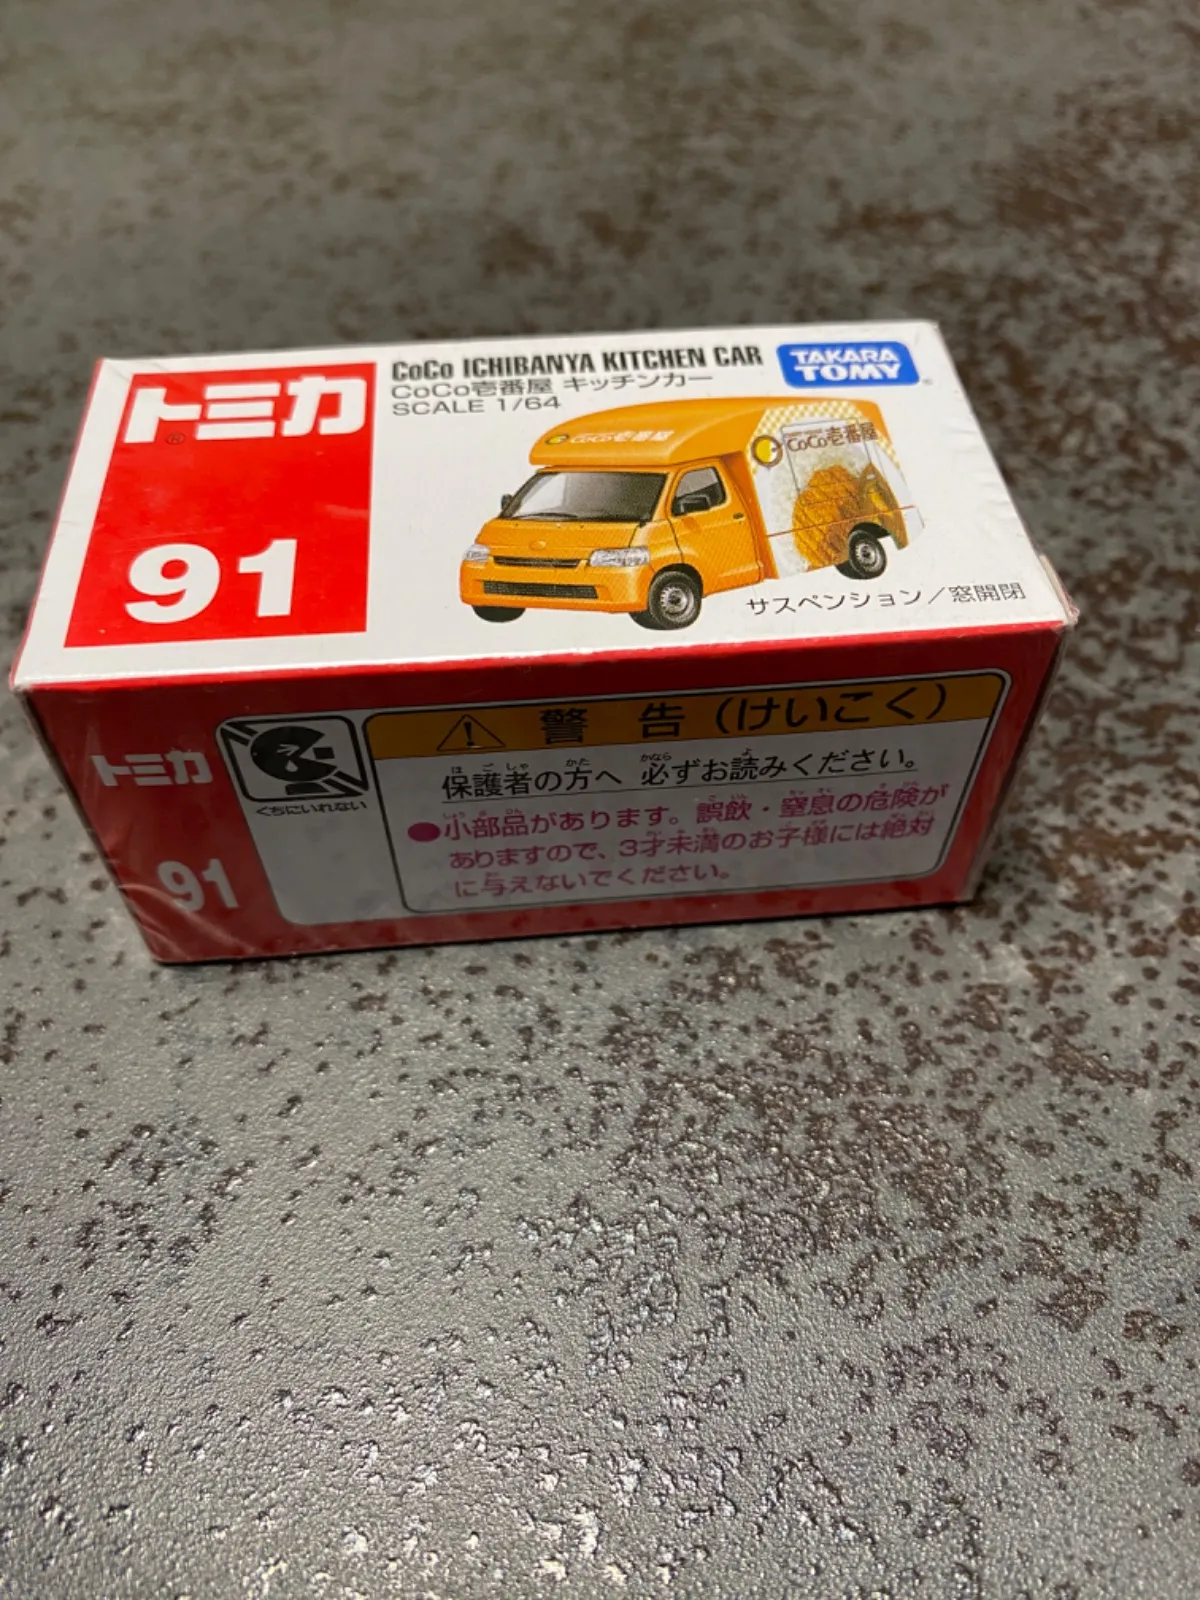 トミカ
91
CoCo ICHIBANYA KITCHEN CAR
CoCo壱番屋 キッチンカー
SCALE 1/64
TAKARA
TOMY
CoCo壱番屋
CoCo壱番屋
サスペンション/窓開閉
トミカ
91
くちにいれない
警 告 (けいこく)
保護者の方へ 必ずお読みください。
●小部品があります。誤飲・窒息の危険が
ありますので、3才未満のお子様には絶対
に与えないでください。